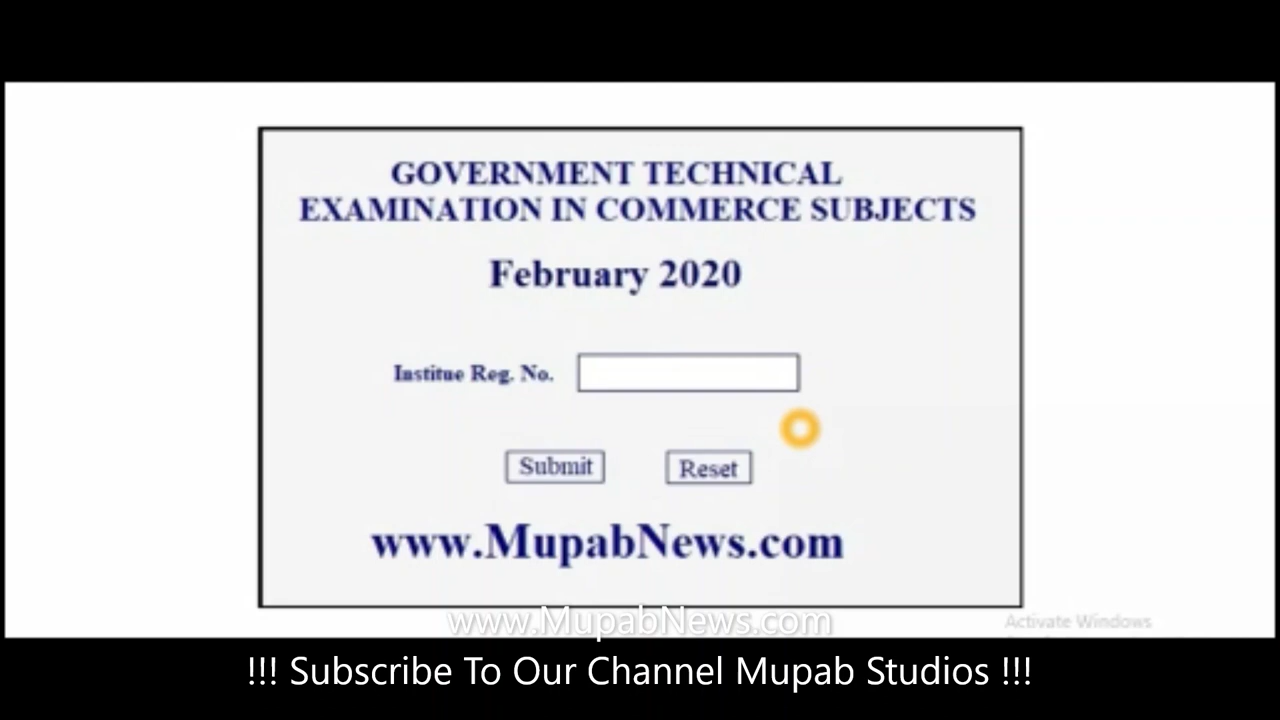 GOVERNMENT TECHNICAL
EXAMINATION IN COMMERCE SUBJECTS
February 2020
Institue Reg. No.
Submit Reset
www.MupabNews.com
www.MupabNews.com
Activate Windows
!!! Subscribe To Our Channel Mupab Studios !!!